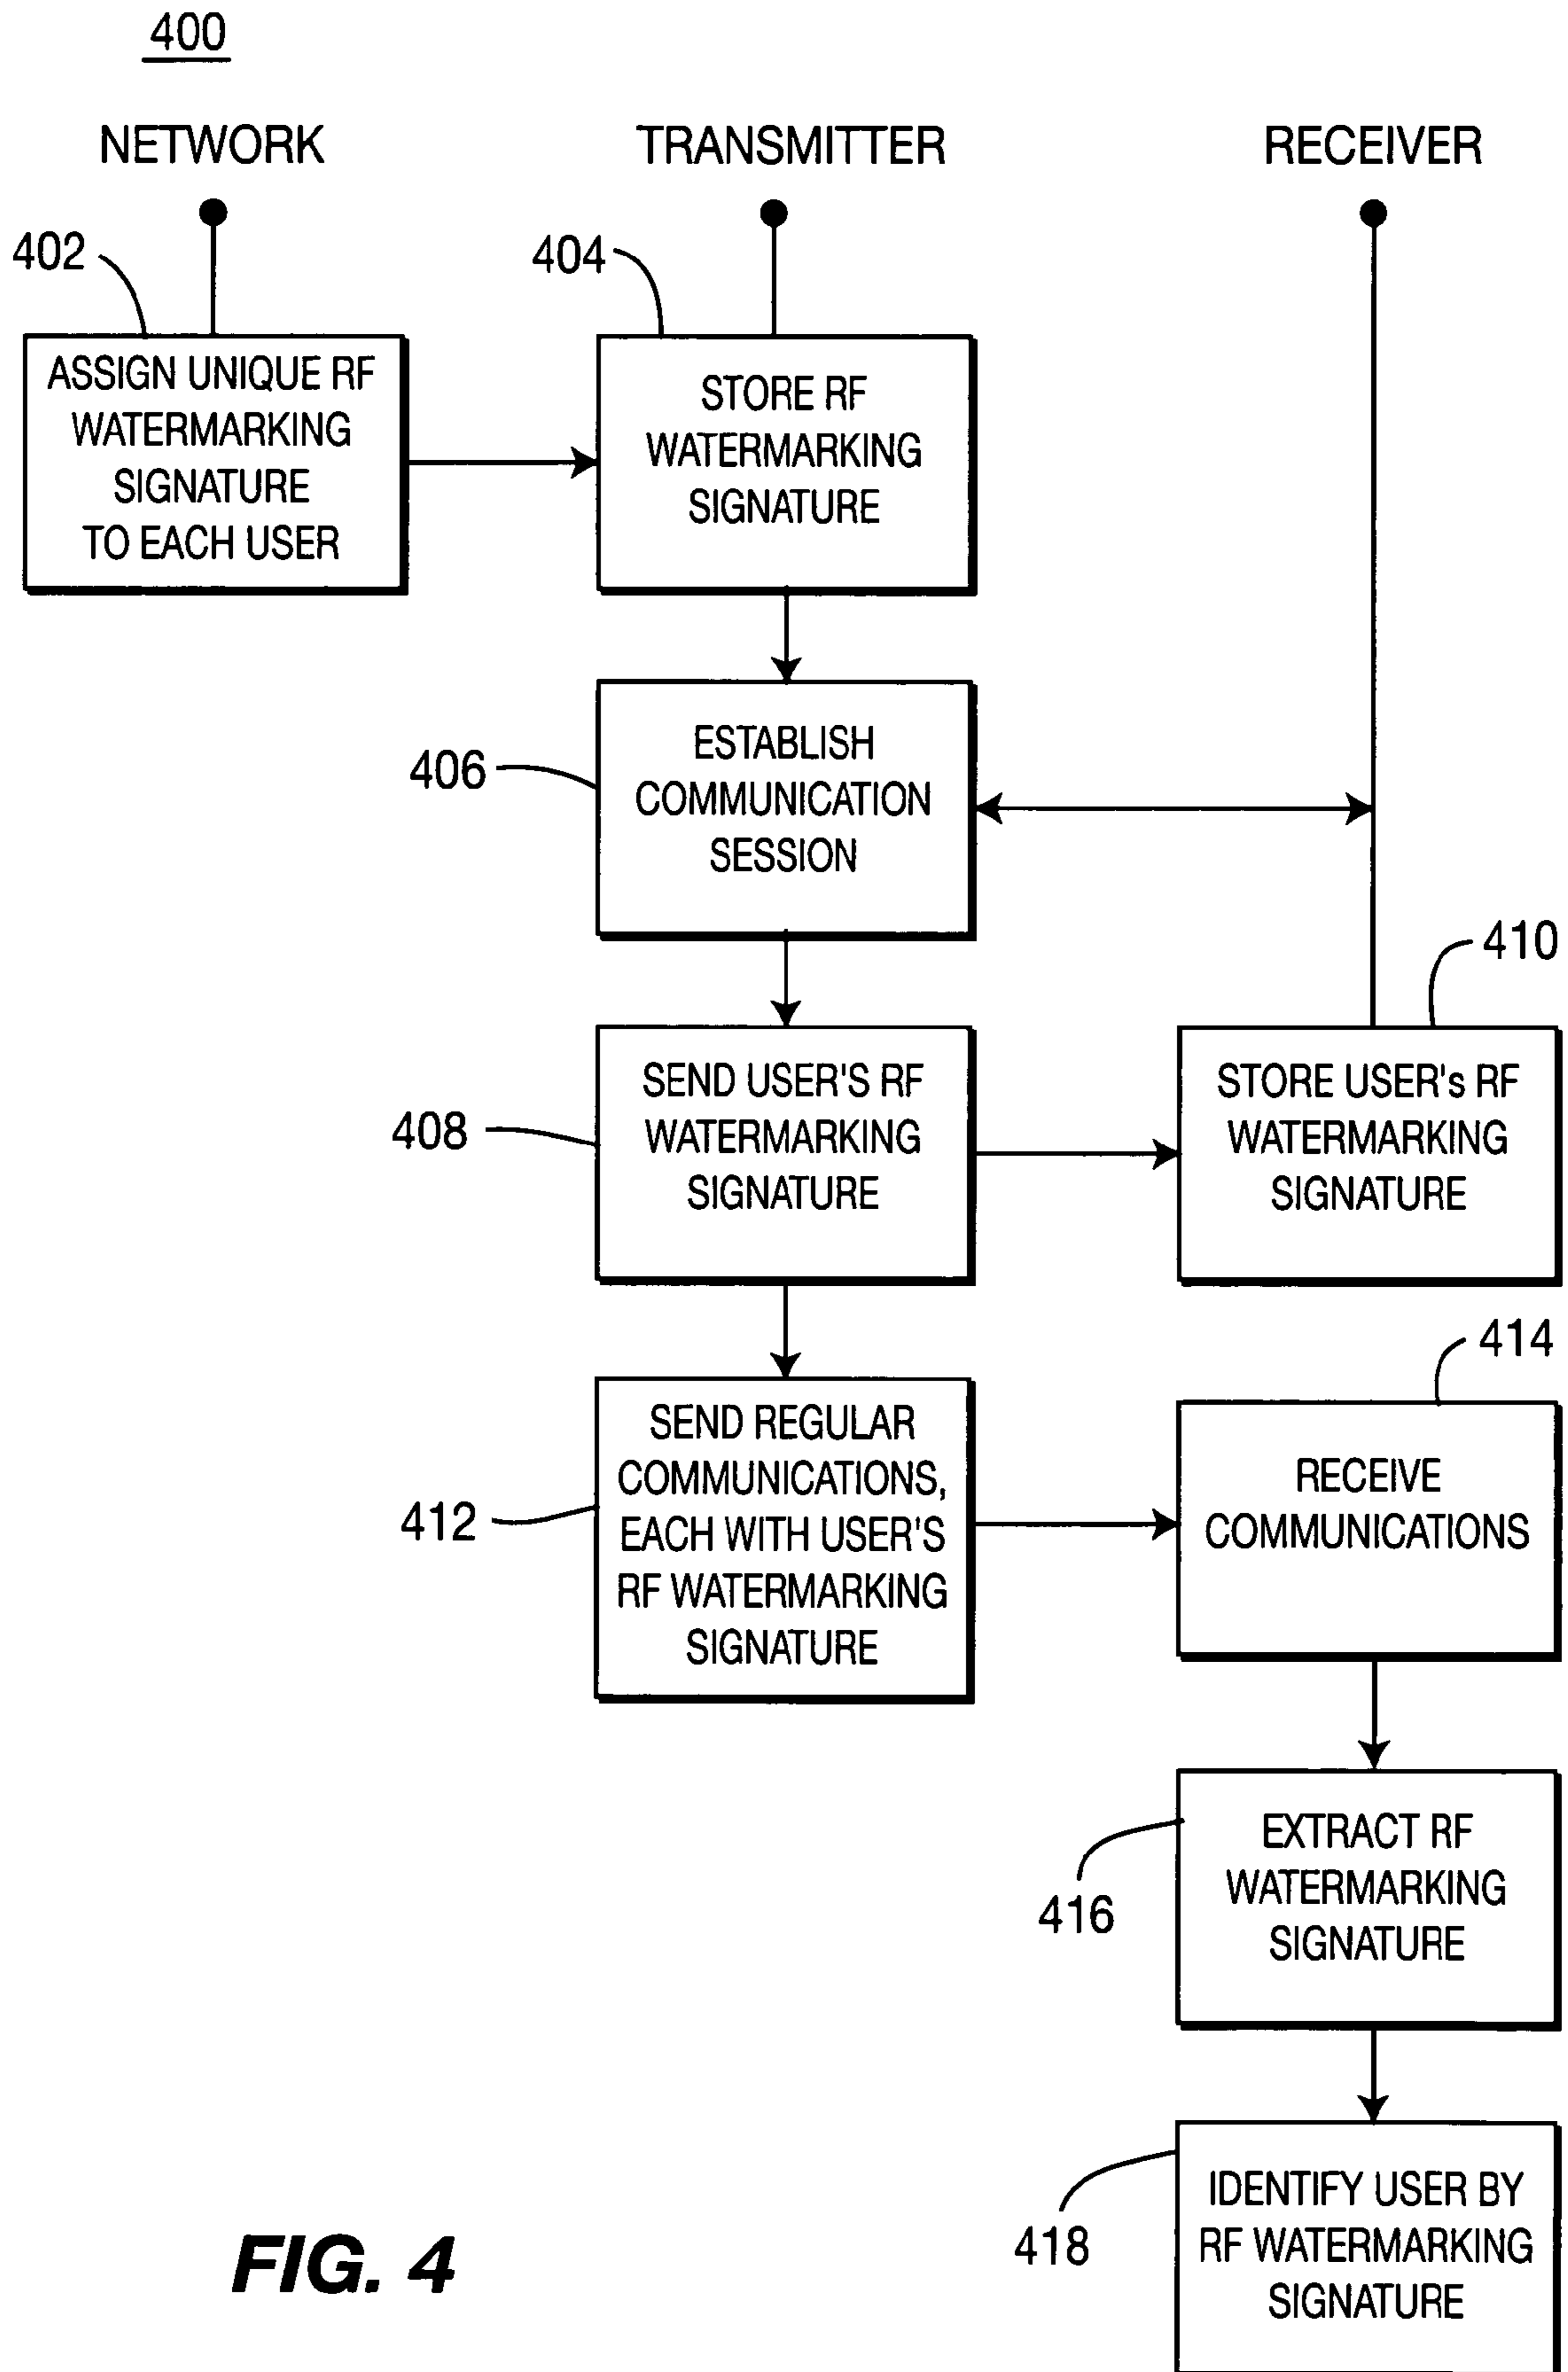 400
NETWORK
TRANSMITTER
RECEIVER
402
404
ASSIGN UNIQUE RF
WATERMARKING
SIGNATURE
TO EACH USER
STORE RF
WATERMARKING
SIGNATURE
406
ESTABLISH
COMMUNICATION
SESSION
410
408
SEND USER'S RF
WATERMARKING
SIGNATURE
STORE USER's RF
WATERMARKING
SIGNATURE
414
412
SEND REGULAR
COMMUNICATIONS,
EACH WITH USER'S
RF WATERMARKING
SIGNATURE
RECEIVE
COMMUNICATIONS
416
EXTRACT RF
WATERMARKING
SIGNATURE
418
IDENTIFY USER BY
RF WATERMARKING
SIGNATURE
FIG. 4